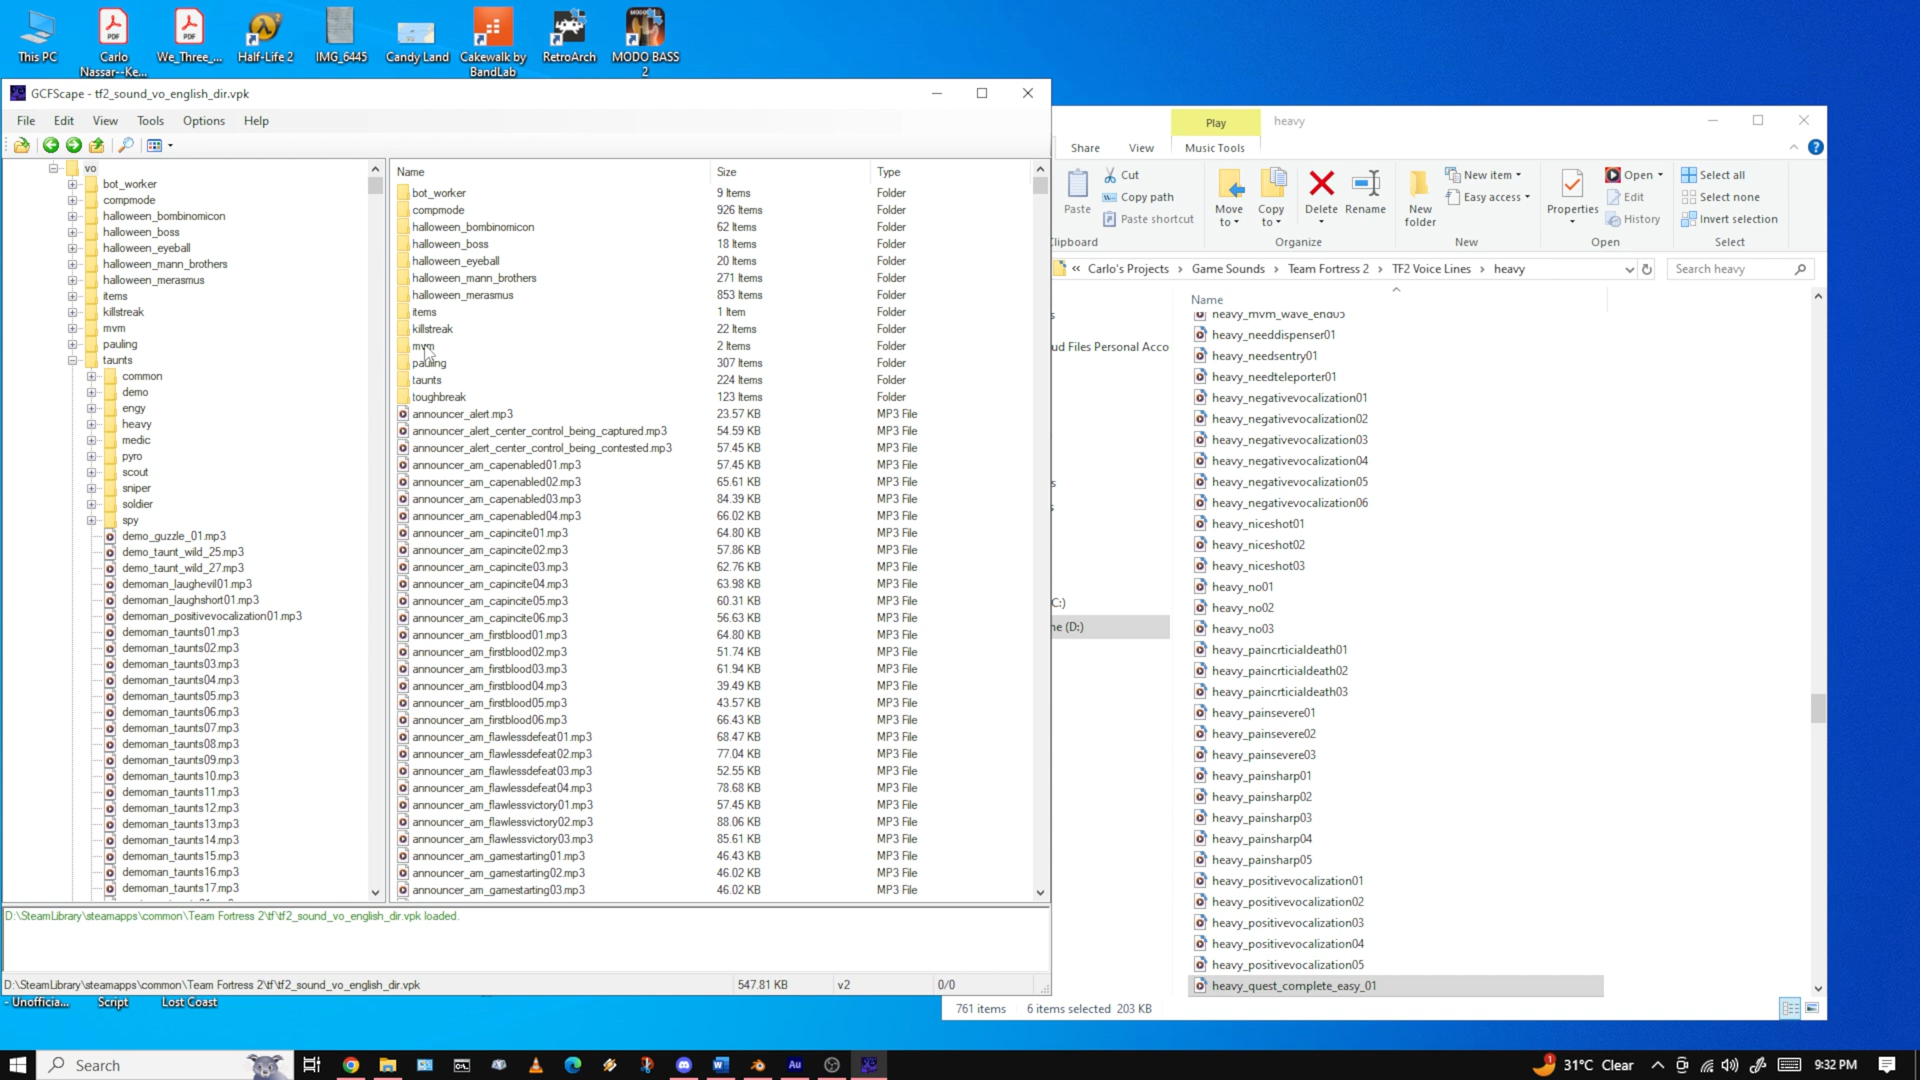 This PC
Carlo
Nassar--Ke...
We_Three_...
Half-Life 2
IMG_6445
Candy Land
Cakewalk by
BandLab
RetroArch
MODO BASS
2
GCFScape - tf2_sound_vo_english_dir.vpk
File Edit View Tools Options Help
vo
bot_worker
compmode
halloween_bombinomicon
halloween_boss
halloween_eyeball
halloween_mann_brothers
halloween_merasmus
items
killstreak
mvm
pauling
taunts
common
demo
engy
heavy
medic
pyro
scout
sniper
soldier
spy
demo_guzzle_01.mp3
demo_taunt_wild_25.mp3
demo_taunt_wild_27.mp3
demoman_laughevil01.mp3
demoman_laughshort01.mp3
demoman_positivevocalization01.mp3
demoman_taunts01.mp3
demoman_taunts02.mp3
demoman_taunts03.mp3
demoman_taunts04.mp3
demoman_taunts05.mp3
demoman_taunts06.mp3
demoman_taunts07.mp3
demoman_taunts08.mp3
demoman_taunts09.mp3
demoman_taunts10.mp3
demoman_taunts11.mp3
demoman_taunts12.mp3
demoman_taunts13.mp3
demoman_taunts14.mp3
demoman_taunts15.mp3
demoman_taunts16.mp3
demoman_taunts17.mp3
Name Size Type
bot_worker 9 Items Folder
compmode 926 Items Folder
halloween_bombinomicon 62 Items Folder
halloween_boss 18 Items Folder
halloween_eyeball 20 Items Folder
halloween_mann_brothers 271 Items Folder
halloween_merasmus 853 Items Folder
items 1 Item Folder
killstreak 22 Items Folder
mvm 2 Items Folder
pauling 307 Items Folder
taunts 224 Items Folder
toughbreak 123 Items Folder
announcer_alert.mp3 23.57 KB MP3 File
announcer_alert_center_control_being_captured.mp3 54.59 KB MP3 File
announcer_alert_center_control_being_contested.mp3 57.45 KB MP3 File
announcer_am_capenabled01.mp3 57.45 KB MP3 File
announcer_am_capenabled02.mp3 65.61 KB MP3 File
announcer_am_capenabled03.mp3 84.39 KB MP3 File
announcer_am_capenabled04.mp3 66.02 KB MP3 File
announcer_am_capincite01.mp3 64.80 KB MP3 File
announcer_am_capincite02.mp3 57.86 KB MP3 File
announcer_am_capincite03.mp3 62.76 KB MP3 File
announcer_am_capincite04.mp3 63.98 KB MP3 File
announcer_am_capincite05.mp3 60.31 KB MP3 File
announcer_am_capincite06.mp3 56.63 KB MP3 File
announcer_am_firstblood01.mp3 64.80 KB MP3 File
announcer_am_firstblood02.mp3 51.74 KB MP3 File
announcer_am_firstblood03.mp3 61.94 KB MP3 File
announcer_am_firstblood04.mp3 39.49 KB MP3 File
announcer_am_firstblood05.mp3 43.57 KB MP3 File
announcer_am_firstblood06.mp3 66.43 KB MP3 File
announcer_am_flawlessdefeat01.mp3 68.47 KB MP3 File
announcer_am_flawlessdefeat02.mp3 77.04 KB MP3 File
announcer_am_flawlessdefeat03.mp3 52.55 KB MP3 File
announcer_am_flawlessdefeat04.mp3 78.68 KB MP3 File
announcer_am_flawlessvictory01.mp3 57.45 KB MP3 File
announcer_am_flawlessvictory02.mp3 88.06 KB MP3 File
announcer_am_flawlessvictory03.mp3 85.61 KB MP3 File
announcer_am_gamestarting01.mp3 46.43 KB MP3 File
announcer_am_gamestarting02.mp3 46.02 KB MP3 File
announcer_am_gamestarting03.mp3 46.02 KB MP3 File
D:\SteamLibrary\steamapps\common\Team Fortress 2\tf\tf2_sound_vo_english_dir.vpk loaded.
D:\SteamLibrary\steamapps\common\Team Fortress 2\tf\tf2_sound_vo_english_dir.vpk 547.81 KB v2 0/0
- Unofficia...
Script
Lost Coast
Play heavy
Share View Music Tools
Paste
Cut
Copy path
Paste shortcut
lipboard
Move
to
Copy
to
Delete
Rename
Organize
New
folder
New item
Easy access
New
Properties
Open
Edit
History
Open
Select all
Select none
Invert selection
Select
« Carlo's Projects > Game Sounds > Team Fortress 2 > TF2 Voice Lines > heavy
Search heavy
s
ud Files Personal Acco
s
s
C:)
ne (D:)
Name
heavy_mvm_wave_end05
heavy_needdispenser01
heavy_needsentry01
heavy_needteleporter01
heavy_negativevocalization01
heavy_negativevocalization02
heavy_negativevocalization03
heavy_negativevocalization04
heavy_negativevocalization05
heavy_negativevocalization06
heavy_niceshot01
heavy_niceshot02
heavy_niceshot03
heavy_no01
heavy_no02
heavy_no03
heavy_paincrticialdeath01
heavy_paincrticialdeath02
heavy_paincrticialdeath03
heavy_painsevere01
heavy_painsevere02
heavy_painsevere03
heavy_painsharp01
heavy_painsharp02
heavy_painsharp03
heavy_painsharp04
heavy_painsharp05
heavy_positivevocalization01
heavy_positivevocalization02
heavy_positivevocalization03
heavy_positivevocalization04
heavy_positivevocalization05
heavy_quest_complete_easy_01
761 items 6 items selected 203 KB
Search
1
31°C Clear
9:32 PM